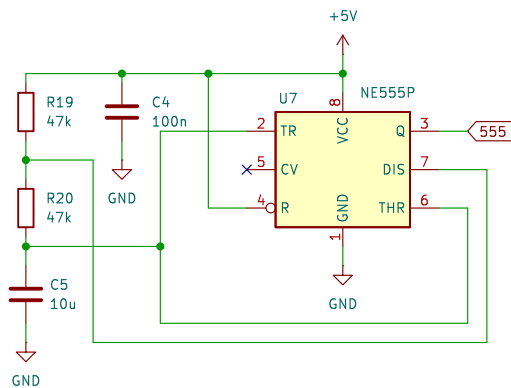 +5V
U7
NE555P
8
VCC
R19
47k
C4
100n
2
TR
Q
3
555
5
CV
DIS
7
R20
47k
GND
4
R
GND
THR
6
1
C5
10u
GND
GND